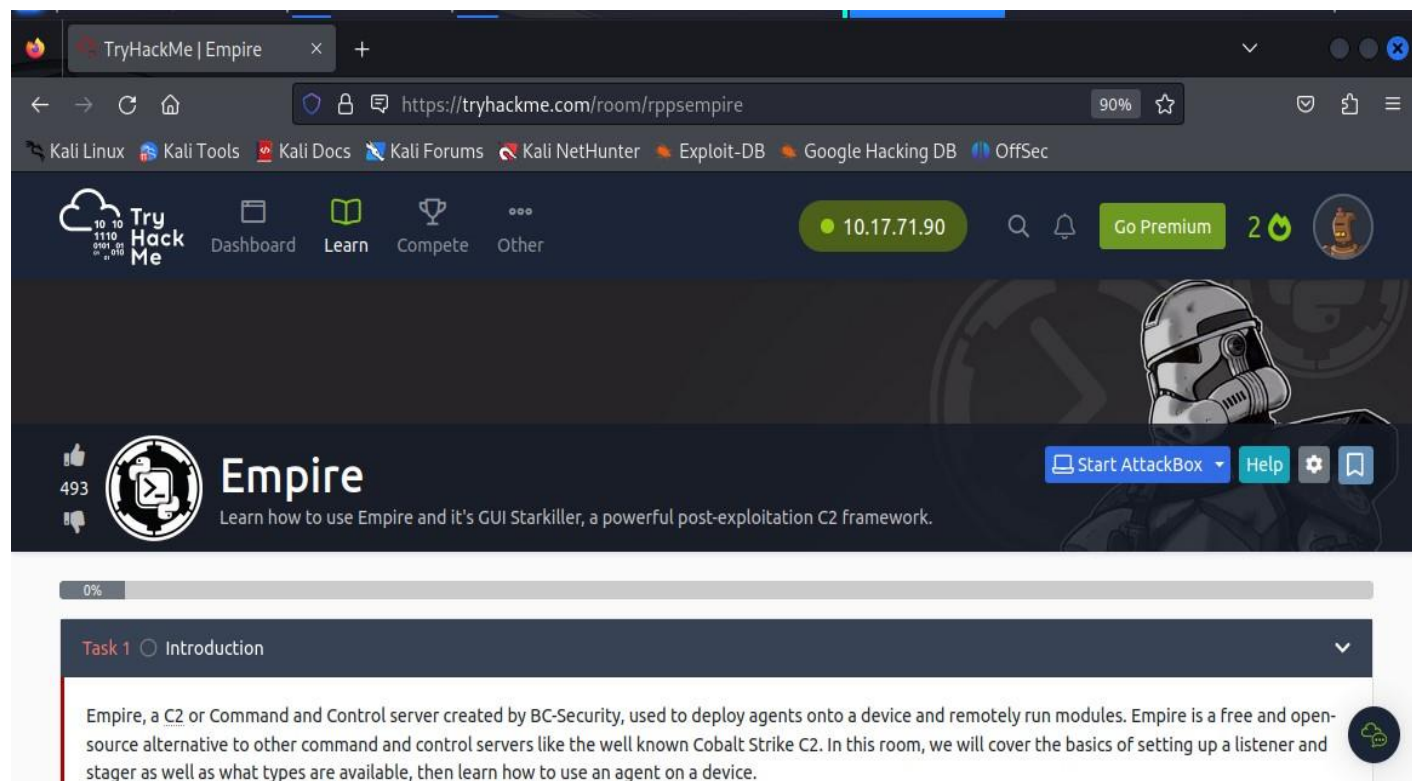 TryHackMe | Empire
https://tryhackme.com/room/rppsempire
90%
Kali Linux Kali Tools Kali Docs Kali Forums Kali NetHunter Exploit-DB Google Hacking DB OffSec
Try
Hack
Me
Dashboard Learn Compete Other
10.17.71.90
Go Premium
2
493
Empire
Learn how to use Empire and it's GUI Starkiller, a powerful post-exploitation C2 framework.
Start AttackBox
Help
0%
Task 1 Introduction
Empire, a C2 or Command and Control server created by BC-Security, used to deploy agents onto a device and remotely run modules. Empire is a free and open-
source alternative to other command and control servers like the well known Cobalt Strike C2. In this room, we will cover the basics of setting up a listener and
stager as well as what types are available, then learn how to use an agent on a device.